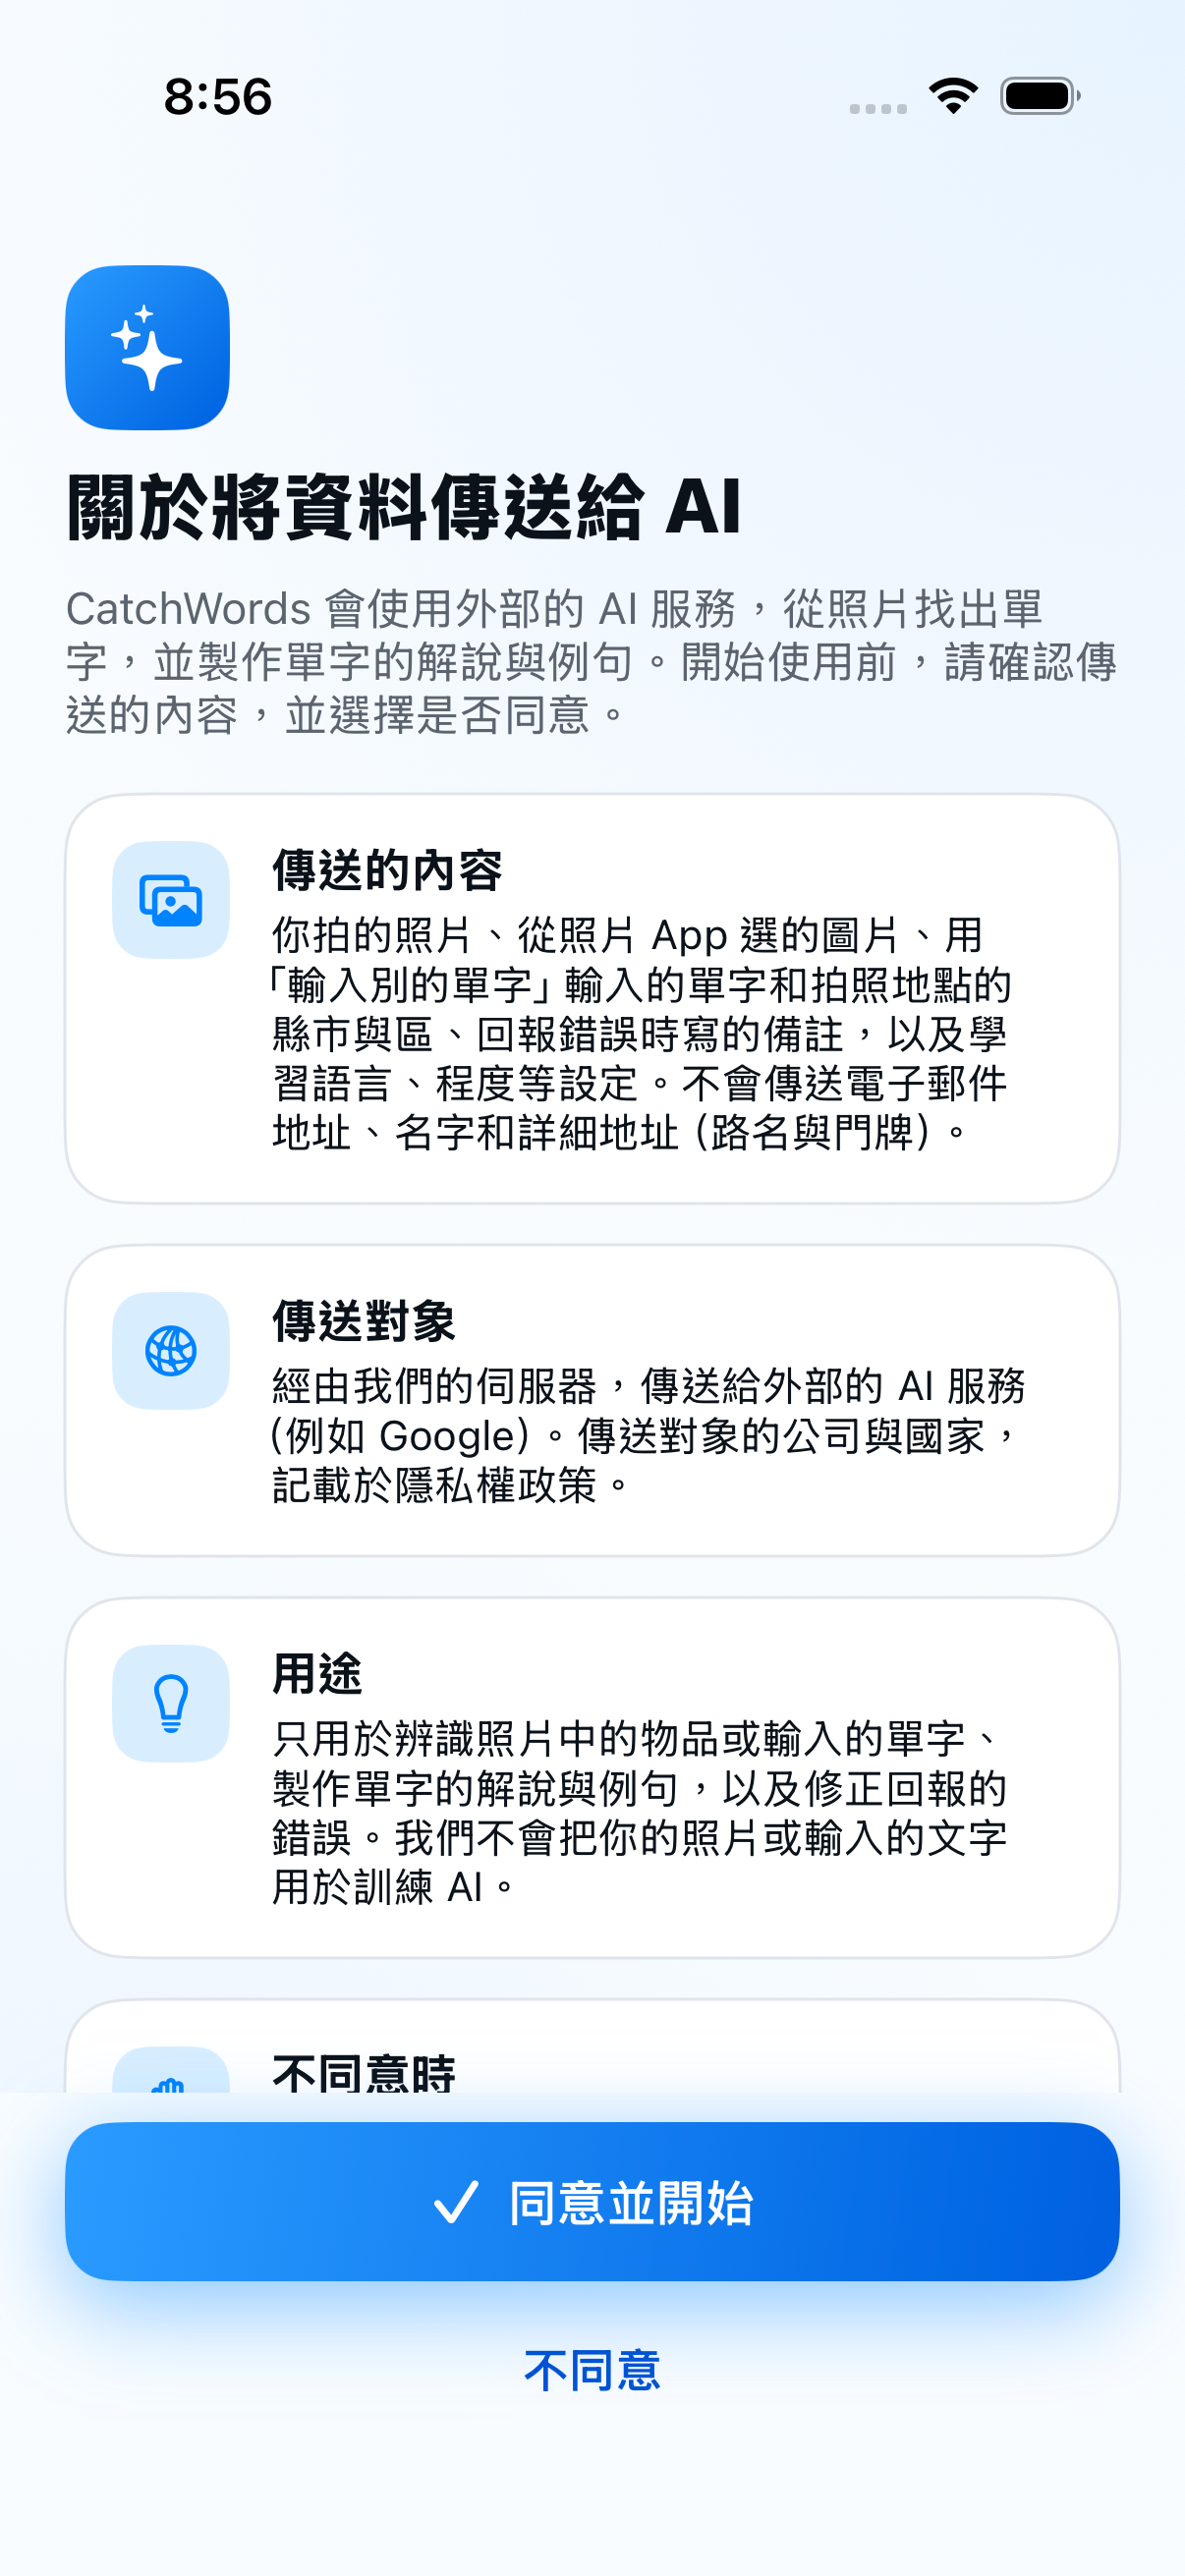 8:56
關於將資料傳送給 AI
CatchWords 會使用外部的 AI 服務，從照片找出單
字，並製作單字的解說與例句。開始使用前，請確認傳
送的內容，並選擇是否同意。
傳送的內容
你拍的照片、從照片 App 選的圖片、用
「輸入別的單字」輸入的單字和拍照地點的
縣市與區、回報錯誤時寫的備註，以及學
習語言、程度等設定。不會傳送電子郵件
地址、名字和詳細地址（路名與門牌）。
傳送對象
經由我們的伺服器，傳送給外部的 AI 服務
（例如 Google）。傳送對象的公司與國家，
記載於隱私權政策。
用途
只用於辨識照片中的物品或輸入的單字、
製作單字的解說與例句，以及修正回報的
錯誤。我們不會把你的照片或輸入的文字
用於訓練 AI。
不同意時
同意並開始
不同意